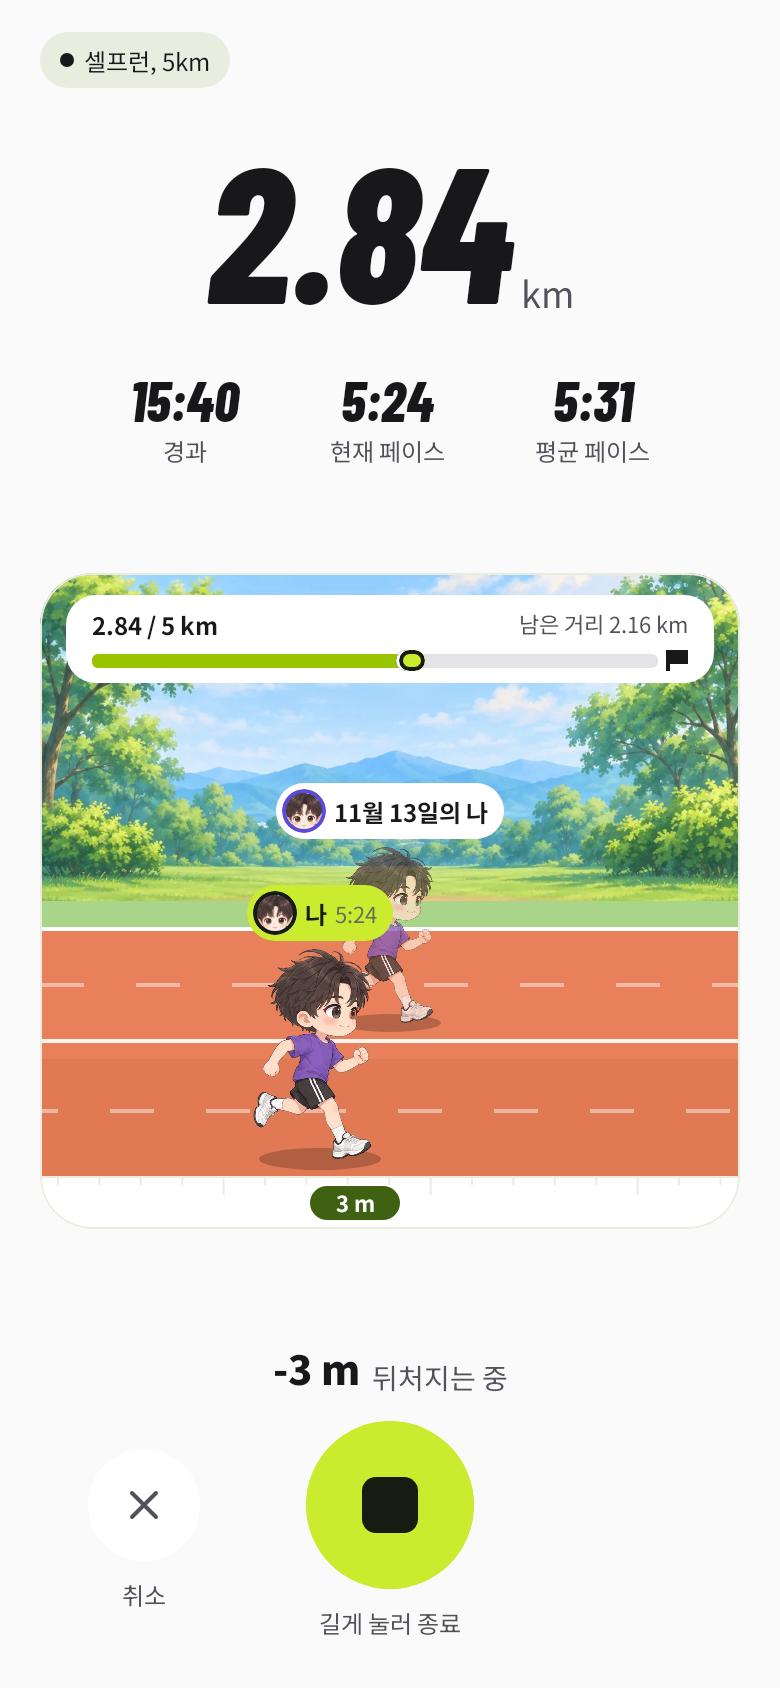 셀프런, 5km
2.84 km
15:40 5:24 5:31
경과 현재 페이스 평균 페이스
2.84 / 5 km 남은 거리 2.16 km
11월 13일의 나
나 5:24
3 m
-3 m 뒤처지는 중
취소
길게 눌러 종료